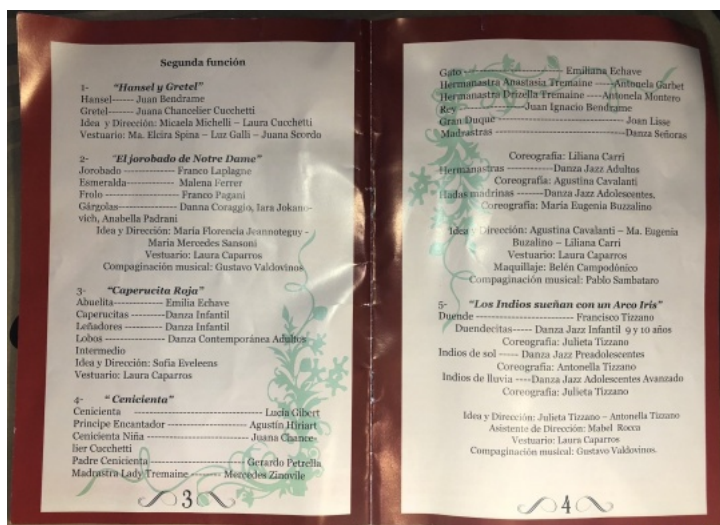 Segunda función
1- "Hansel y Gretel"
Hansel------ Juan Bendrame
Gretel------ Juana Chancelier Cucchetti
Idea y Dirección: Micaela Michelli – Laura Cucchetti
Vestuario: Ma. Elcira Spina – Luz Galli – Juana Scordo
2- "El jorobado de Notre Dame"
Jorobado ------------- Franco Laplagne
Esmeralda------------- Malena Ferrer
Frolo -------------------- Franco Pagani
Gárgolas-------------- Danna Coraggio, Iara Jokano-
vich, Anabella Padrani
Idea y Dirección: María Florencia Jeannoteguy -
María Mercedes Sansoni
Vestuario: Laura Caparros
Compaginación musical: Gustavo Valdovinos
3- "Caperucita Roja"
Abuelita------------- Emilia Echave
Caperucitas ---------Danza Infantil
Leñadores ---------- Danza Infantil
Lobos ------------ Danza Contemporánea Adultos
Intermedio
Idea y Dirección: Sofía Eveleens
Vestuario: Laura Caparros
4- " Cenicienta"
Cenicienta ---------------------------- Lucía Gibert
Principe Encantador ------------------ Agustín Hiriart
Cenicienta Niña ----------------------- Juana Chance-
lier Cucchetti
Padre Cenicienta--------------------- Gerardo Petrella
Madrastra Lady Tremaine -------- Mercedes Zinovile
3
Gato ---------------------- Emiliana Echave
Hermanastra Anastasia Tremaine ----Antonela Garbet
Hermanastra Drizella Tremaine ----Antonela Montero
Rey ---------------Juan Ignacio Bendrame
Gran Duque ---------------------------- Joan Lisse
Madrastras ----------------------------Danza Señoras
Coreografía: Liliana Carri
Hermanastras ------------Danza Jazz Adultos
Coreografía: Agustina Cavalanti
Hadas madrinas -------Danza Jazz Adolescentes.
Coreografía: María Eugenia Buzzalino
Idea y Dirección: Agustina Cavalanti – Ma. Eugenia
Buzalino – Liliana Carri
Vestuario: Laura Caparros
Maquillaje: Belén Campodónico
Compaginación musical: Pablo Sambataro
5- "Los Indios sueñan con un Arco Iris"
Duende ---------------------- Francisco Tizzano
Duendecitas----- Danza Jazz Infantil 9 y 10 años
Coreografía: Julieta Tizzano
Indios de sol ----- Danza Jazz Preadolescentes
Coreografía: Antonella Tizzano
Indios de lluvia ----Danza Jazz Adolescentes Avanzado
Coreografía: Julieta Tizzano
Idea y Dirección: Julieta Tizzano – Antonella Tizzano
Asistente de Dirección: Mabel Rocca
Vestuario: Laura Caparros
Compaginación musical: Gustavo Valdovinos.
4